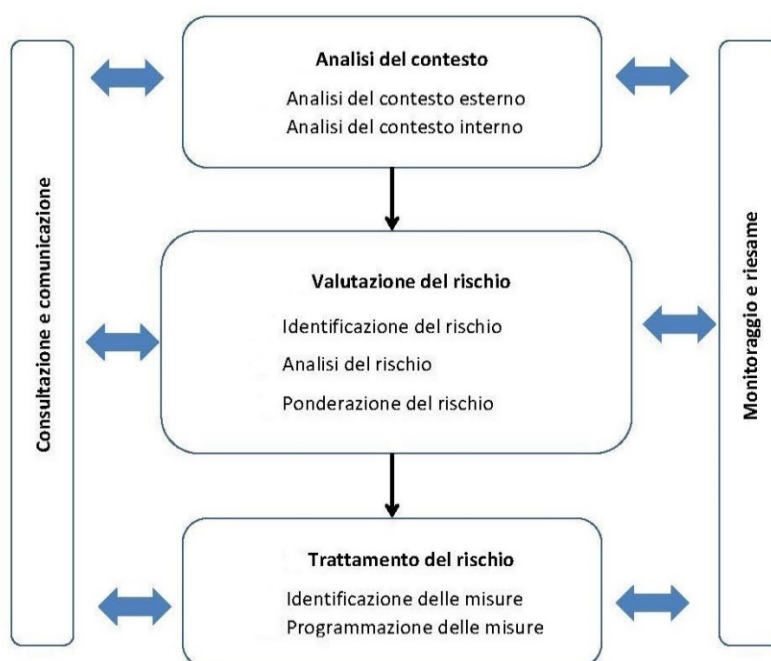 Consultazione e comunicazione
Analisi del contesto
Analisi del contesto esterno
Analisi del contesto interno
Valutazione del rischio
Identificazione del rischio
Analisi del rischio
Ponderazione del rischio
Trattamento del rischio
Identificazione delle misure
Programmazione delle misure
Monitoraggio e riesame